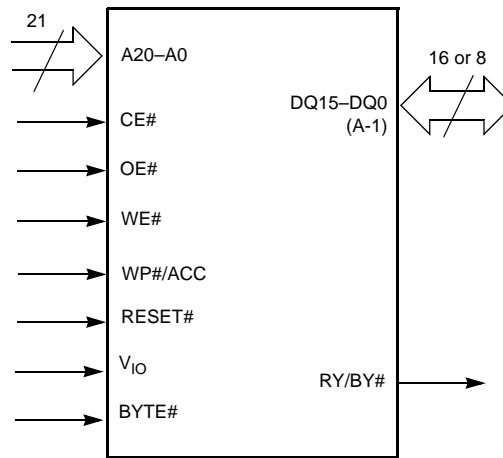 21
A20–A0
16 or 8
CE#
DQ15–DQ0
(A-1)
OE#
WE#
WP#/ACC
RESET#
VIO
RY/BY#
BYTE#